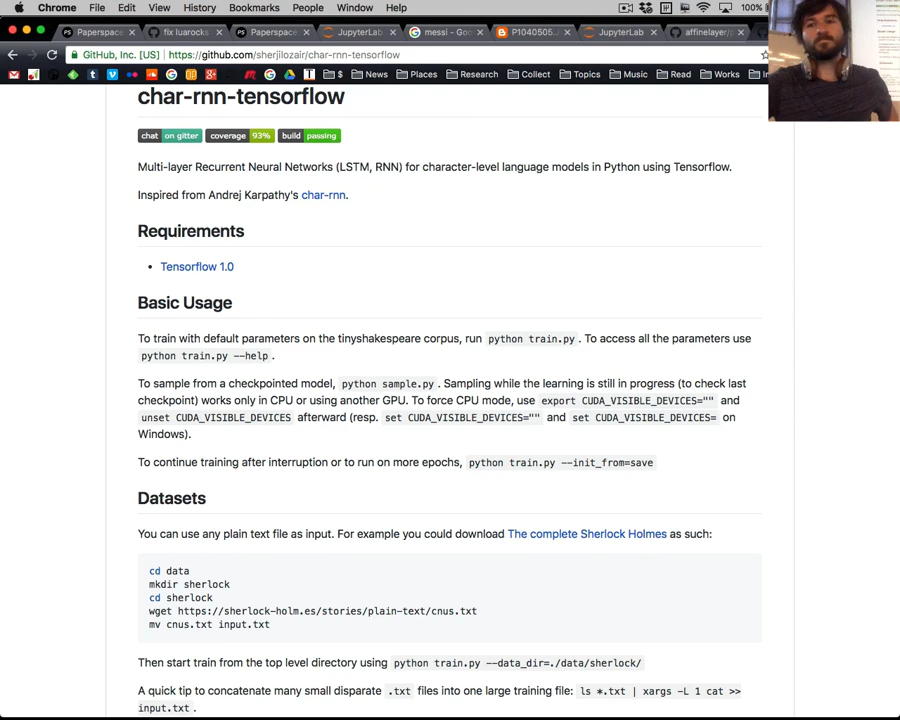 Chrome File Edit View History Bookmarks People Window Help 100%
Paperspace fix luarocks Paperspace JupyterLab messi - Goo P1040505. JupyterLab affinelayer/
GitHub, Inc. [US] https://github.com/sherjilozair/char-rnn-tensorflow
$ News Places Research Collect Topics Music Read Works
char-rnn-tensorflow
chat on gitter coverage 93% build passing
Multi-layer Recurrent Neural Networks (LSTM, RNN) for character-level language models in Python using Tensorflow.
Inspired from Andrej Karpathy's char-rnn.
Requirements
• Tensorflow 1.0
Basic Usage
To train with default parameters on the tinyshakespeare corpus, run python train.py. To access all the parameters use
python train.py --help.
To sample from a checkpointed model, python sample.py. Sampling while the learning is still in progress (to check last
checkpoint) works only in CPU or using another GPU. To force CPU mode, use export CUDA_VISIBLE_DEVICES="" and
unset CUDA_VISIBLE_DEVICES afterward (resp. set CUDA_VISIBLE_DEVICES="" and set CUDA_VISIBLE_DEVICES= on
Windows).
To continue training after interruption or to run on more epochs, python train.py --init_from=save
Datasets
You can use any plain text file as input. For example you could download The complete Sherlock Holmes as such:
cd data
mkdir sherlock
cd sherlock
wget https://sherlock-holm.es/stories/plain-text/cnus.txt
mv cnus.txt input.txt
Then start train from the top level directory using python train.py --data_dir=./data/sherlock/
A quick tip to concatenate many small disparate .txt files into one large training file: ls *.txt | xargs -L 1 cat >>
input.txt.